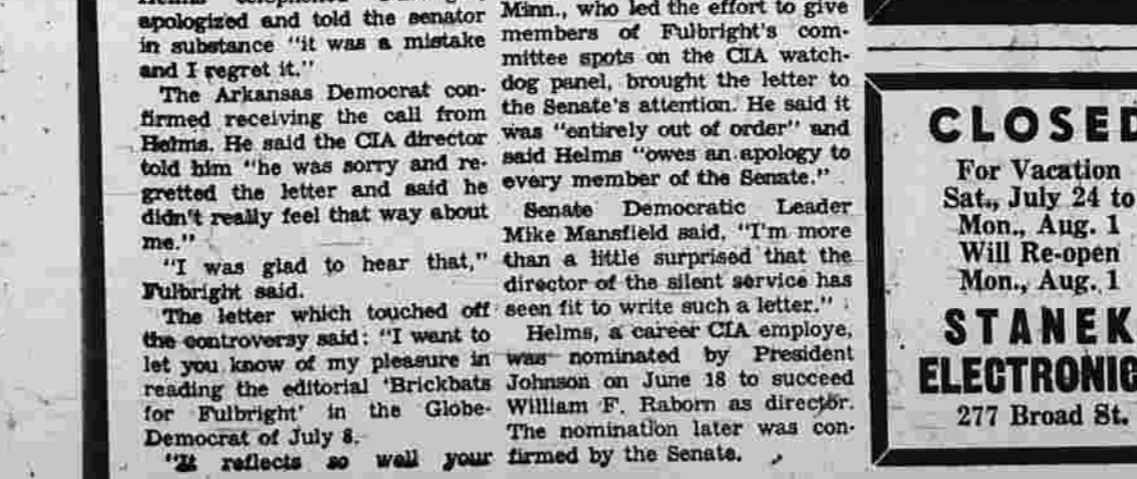 apologized and told the senator
in substance "it was a mistake
and I regret it."
The Arkansas Democrat con-
firmed receiving the call from
Helms. He said the CIA director
told him "he was sorry and re-
gretted the letter and said he
didn't really feel that way about
me."
"I was glad to hear that,"
Fulbright said.
The letter which touched off
the controversy said: "I want to
let you know of my pleasure in
reading the editorial 'Brickbats
for Fulbright' in the Globe-
Democrat of July 8.
"It reflects so well your
Minn., who led the effort to give
members of Fulbright's com-
mittee spots on the CIA watch-
dog panel, brought the letter to
the Senate's attention. He said it
was "entirely out of order" and
said Helms "owes an apology to
every member of the Senate."
Senate Democratic Leader
Mike Mansfield said, "I'm more
than a little surprised that the
director of the silent service has
seen fit to write such a letter."
Helms, a career CIA employe,
was nominated by President
Johnson on June 18 to succeed
William F. Raborn as director.
The nomination later was con-
firmed by the Senate.
CLOSED
For Vacation
Sat., July 24 to
Mon., Aug. 1
Will Re-open
Mon., Aug. 1
STANEK
ELECTRONIC
277 Broad St.